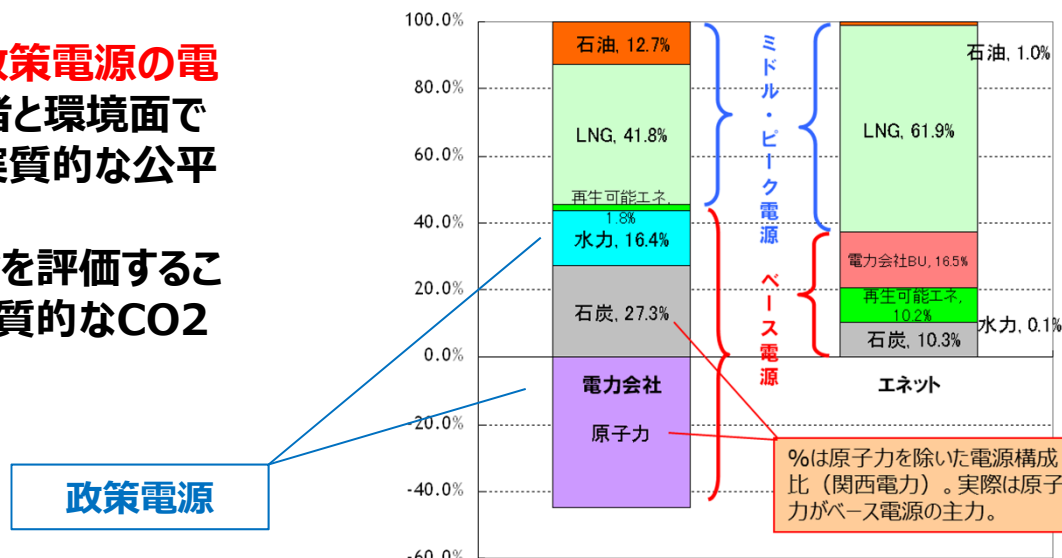 政策電源の電
者と環境面で
実質的な公平
を評価するこ
質的なCO2
政策電源
100.0%
80.0%
60.0%
40.0%
20.0%
0.0%
-20.0%
-40.0%
-60.0%
石油, 12.7%
LNG, 41.8%
再生可能エネ,
1.8%
水力, 16.4%
石炭, 27.3%
電力会社
原子力
ミドル・ピーク電源
ベース電源
石油, 1.0%
LNG, 61.9%
電力会社BU, 16.5%
再生可能エネ,
10.2%
水力, 0.1%
石炭, 10.3%
エネット
%は原子力を除いた電源構成
比（関西電力）。実際は原子
力がベース電源の主力。